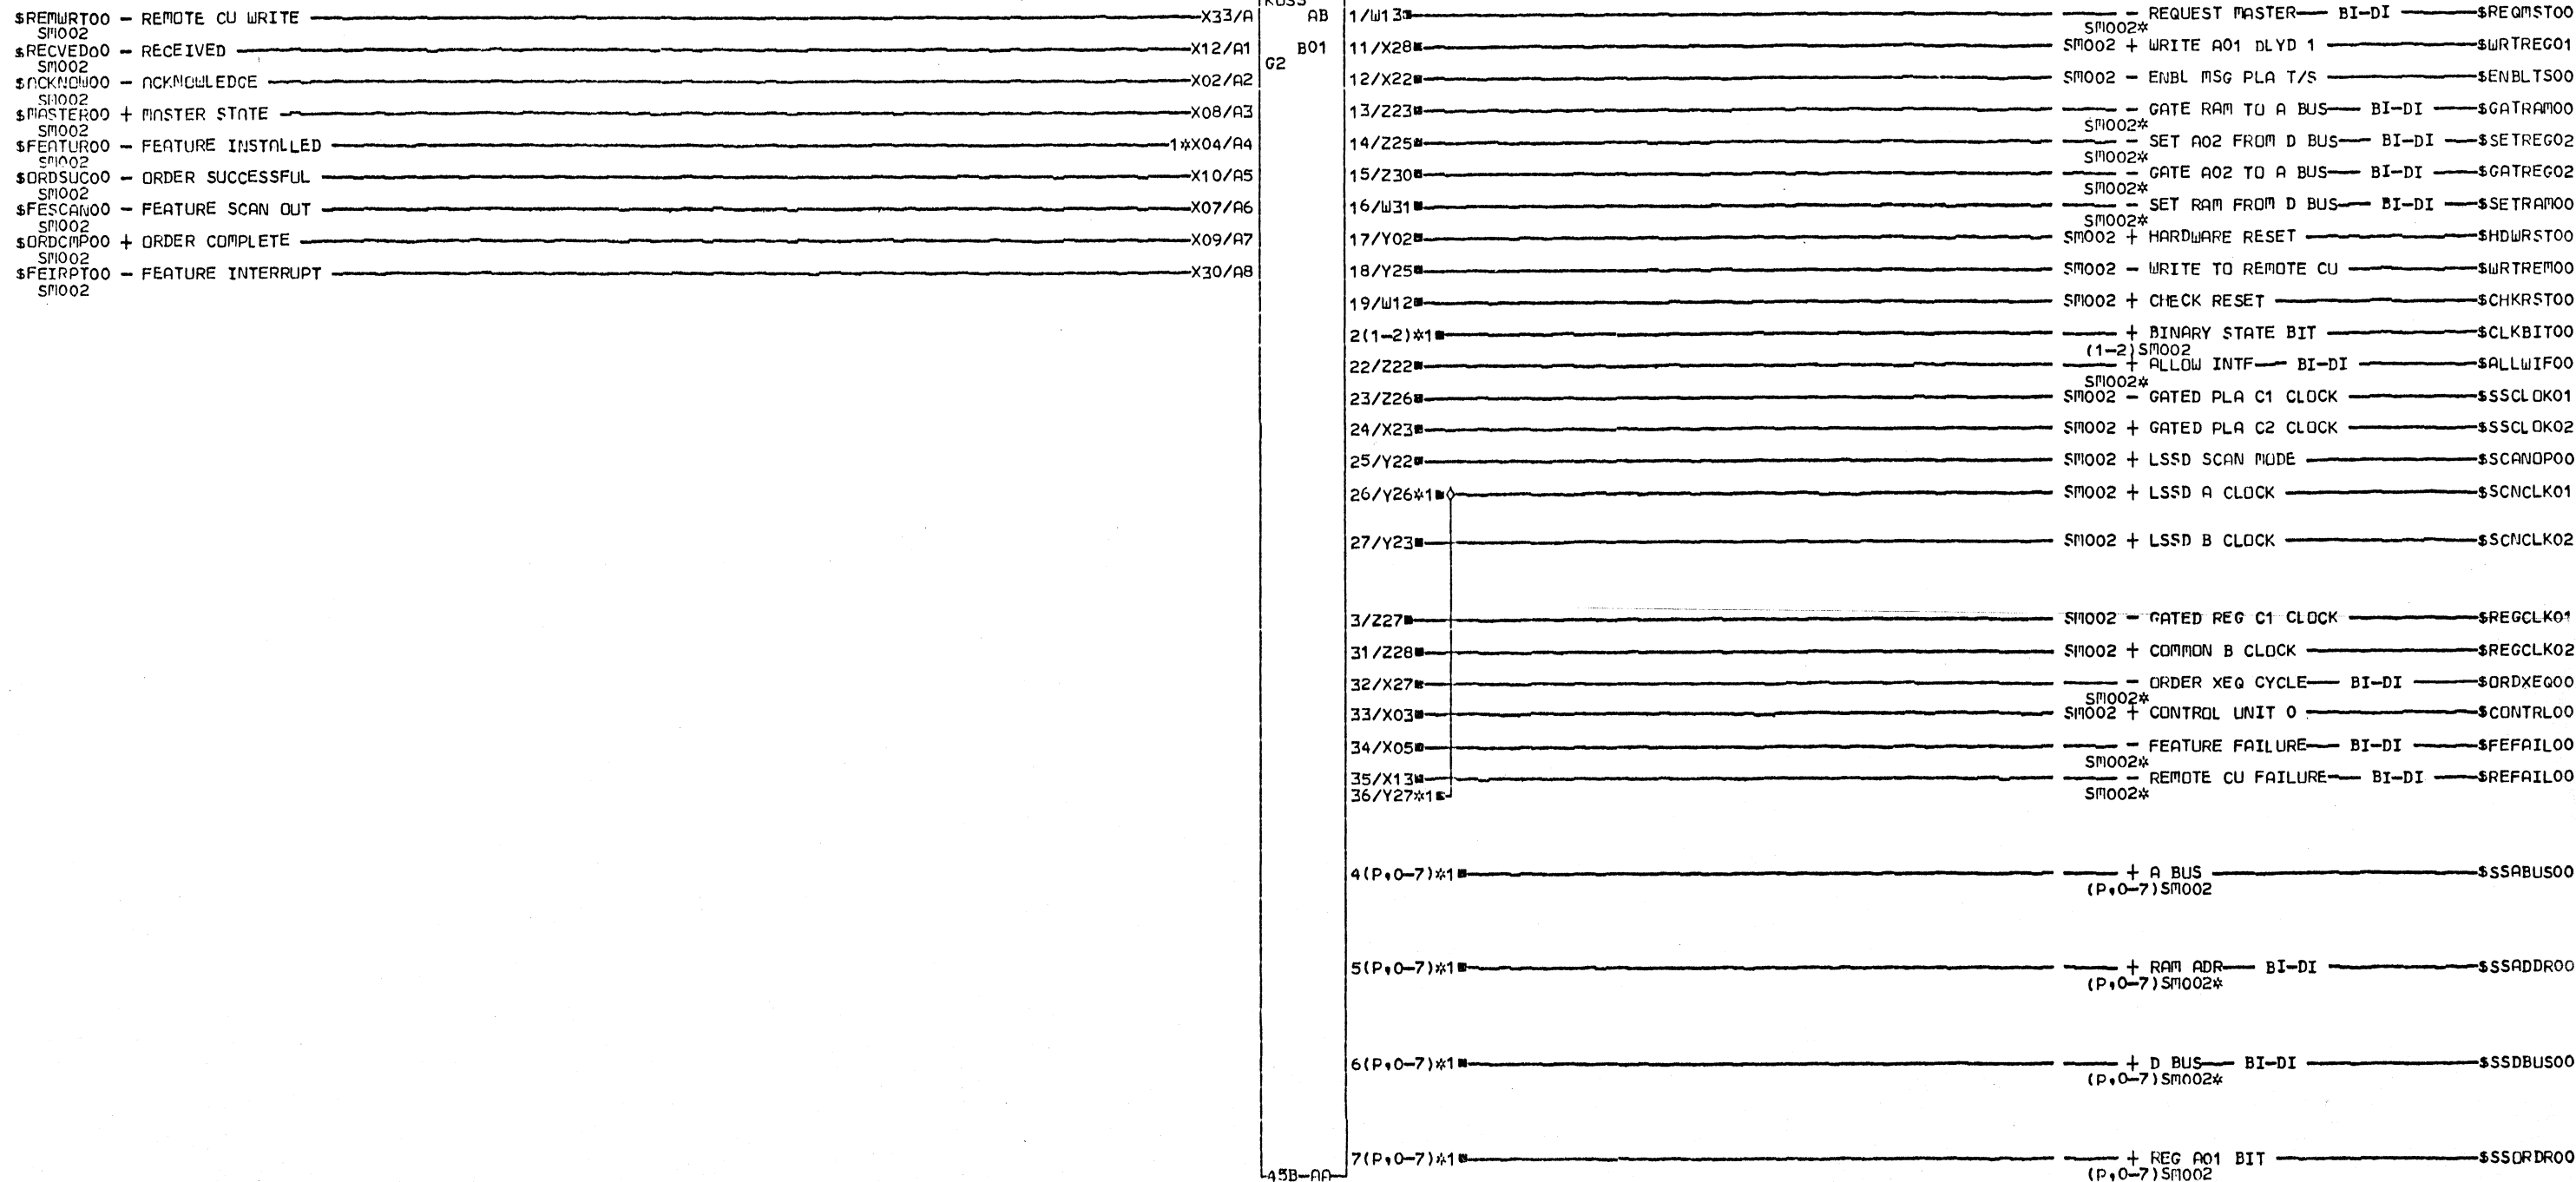 KOSS
$REMWRT00 - REMOTE CU WRITE X33/A
SM002
$RECVED00 - RECEIVED X12/A1
SM002
$ACKNOW00 - ACKNOWLEDGE X02/A2
SM002
$MASTER00 + MASTER STATE X08/A3
SM002
$FEATUR00 - FEATURE INSTALLED 1*X04/A4
SM002
$ORDSUC00 - ORDER SUCCESSFUL X10/A5
SM002
$FESCAN00 - FEATURE SCAN OUT X07/A6
SM002
$ORDCMP00 + ORDER COMPLETE X09/A7
SM002
$FEIRPT00 - FEATURE INTERRUPT X30/A8
SM002
AB
B01
G2
45B-AA
1/W13 - REQUEST MASTER BI-DI $REQMST00
SM002*
11/X28 SM002 + WRITE A01 DLYD 1 $WRTREG01
12/X22 SM002 - ENBL MSG PLA T/S $ENBLTS00
13/Z23 - GATE RAM TO A BUS BI-DI $GATRAM00
SM002*
14/Z25 - SET A02 FROM D BUS BI-DI $SETREG02
SM002*
15/Z30 - GATE A02 TO A BUS BI-DI $GATREG02
SM002*
16/W31 - SET RAM FROM D BUS BI-DI $SETRAM00
SM002*
17/Y02 SM002 + HARDWARE RESET $HDWRST00
18/Y25 SM002 - WRITE TO REMOTE CU $WRTREM00
19/W12 SM002 + CHECK RESET $CHKRST00
2(1-2)*1 + BINARY STATE BIT $CLKBIT00
(1-2)SM002
22/Z22 + ALLOW INTF BI-DI $ALLWIF00
SM002*
23/Z26 SM002 - GATED PLA C1 CLOCK $SSCLOK01
24/X23 SM002 + GATED PLA C2 CLOCK $SSCLOK02
25/Y22 SM002 + LSSD SCAN MODE $SCANOP00
26/Y26*1 SM002 + LSSD A CLOCK $SCNCLK01
27/Y23 SM002 + LSSD B CLOCK $SCNCLK02
3/Z27 SM002 - GATED REG C1 CLOCK $REGCLK01
31/Z28 SM002 + COMMON B CLOCK $REGCLK02
32/X27 - ORDER XEQ CYCLE BI-DI $ORDXEQ00
SM002*
33/X03 SM002 + CONTROL UNIT 0 $CONTRL00
34/X05 - FEATURE FAILURE BI-DI $FEFAIL00
SM002*
35/X13 - REMOTE CU FAILURE BI-DI $REFAIL00
36/Y27*1
SM002*
4(P,0-7)*1 + A BUS $SSABUS00
(P,0-7)SM002
5(P,0-7)*1 + RAM ADR BI-DI $SSADDR00
(P,0-7)SM002*
6(P,0-7)*1 + D BUS BI-DI $SSDBUS00
(P,0-7)SM002*
7(P,0-7)*1 + REG A01 BIT $SSORDR00
(P,0-7)SM002